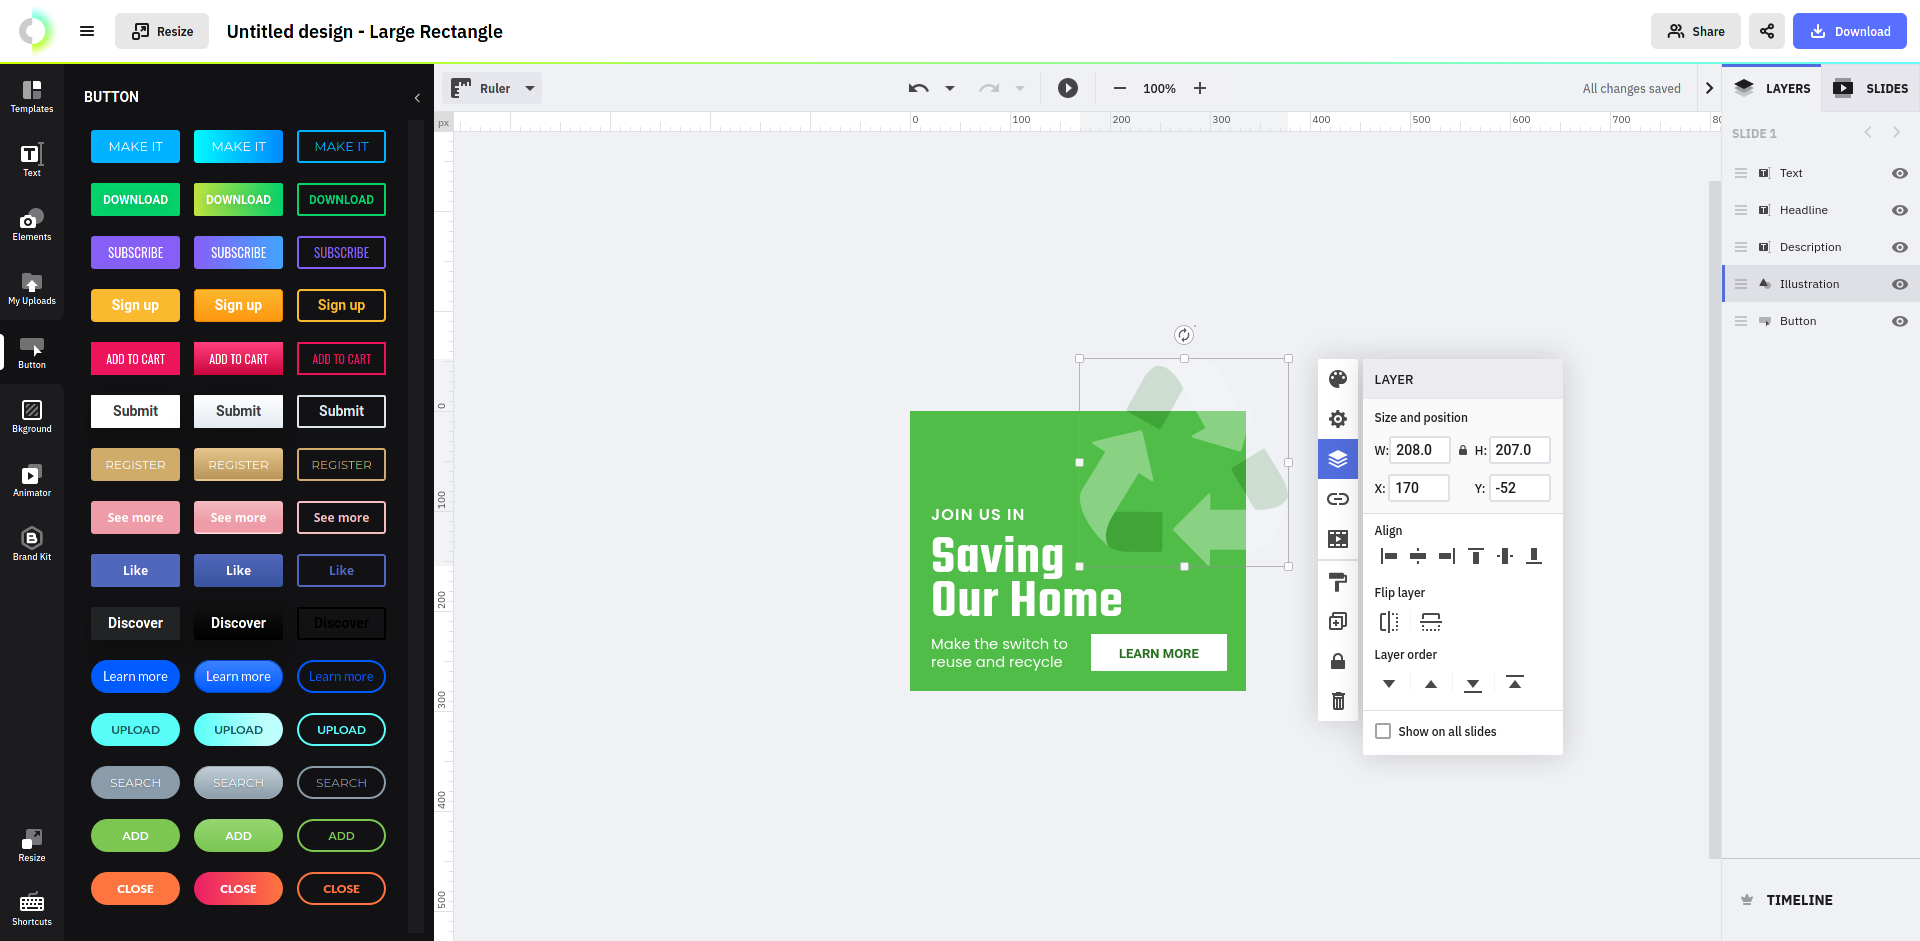 Resize
Untitled design - Large Rectangle
Share
Download
Templates
Text
Elements
My Uploads
Button
Bkground
Animator
Brand Kit
Resize
Shortcuts
BUTTON
MAKE IT MAKE IT MAKE IT
DOWNLOAD DOWNLOAD DOWNLOAD
SUBSCRIBE SUBSCRIBE SUBSCRIBE
Sign up Sign up Sign up
ADD TO CART ADD TO CART ADD TO CART
Submit Submit Submit
REGISTER REGISTER REGISTER
See more See more See more
Like Like Like
Discover Discover Discover
Learn more Learn more Learn more
UPLOAD UPLOAD UPLOAD
SEARCH SEARCH SEARCH
ADD ADD ADD
CLOSE CLOSE CLOSE
Ruler
100%
All changes saved
px
0 100 200 300 400 500 600 700
0
100
200
300
400
500
JOIN US IN
Saving
Our Home
Make the switch to
reuse and recycle
LEARN MORE
LAYER
Size and position
W: 208.0 H: 207.0
X: 170 Y: -52
Align
Flip layer
Layer order
Show on all slides
LAYERS
SLIDES
SLIDE 1
Text
Headline
Description
Illustration
Button
TIMELINE